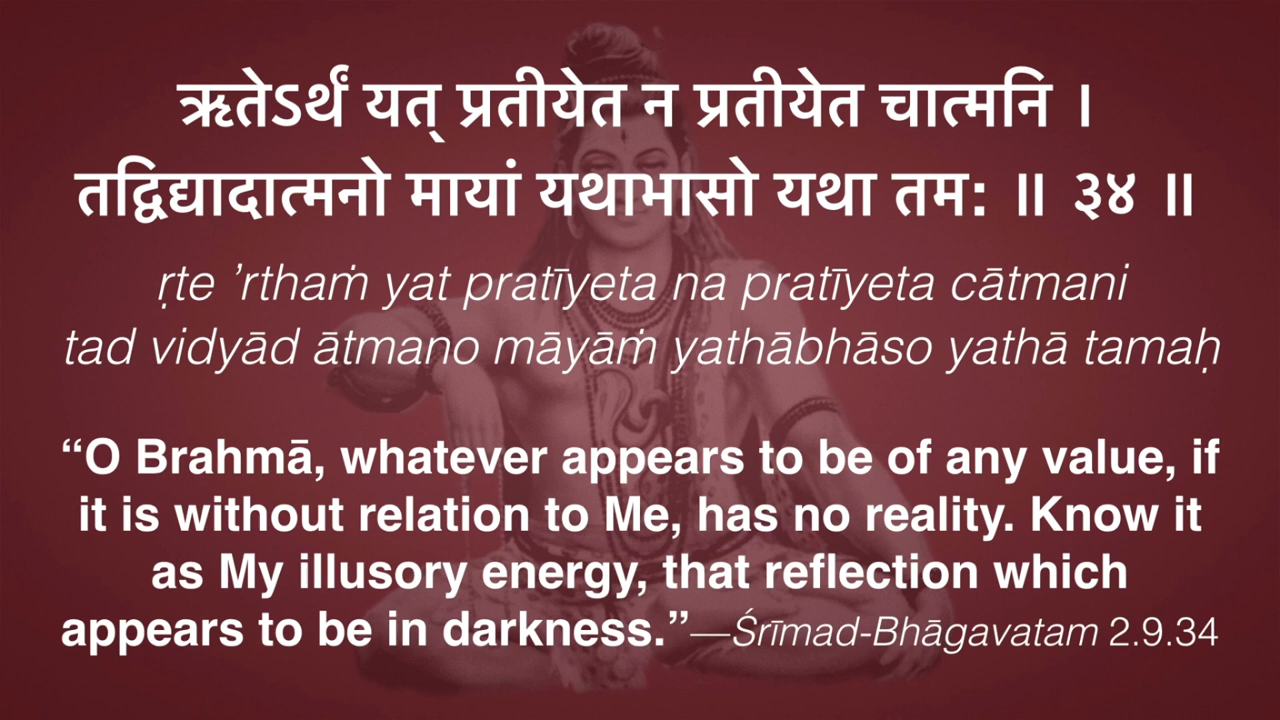 ऋतेऽर्थं यत् प्रतीयेत न प्रतीयेत चात्मनि ।
तद्विद्यादात्मनो मायां यथाभासो यथा तम: ॥ ३४ ॥
ṛte ’rthaṁ yat pratīyeta na pratīyeta cātmani
tad vidyād ātmano māyāṁ yathābhāso yathā tamaḥ
“O Brahmā, whatever appears to be of any value, if
it is without relation to Me, has no reality. Know it
as My illusory energy, that reflection which
appears to be in darkness.”—Śrīmad-Bhāgavatam 2.9.34